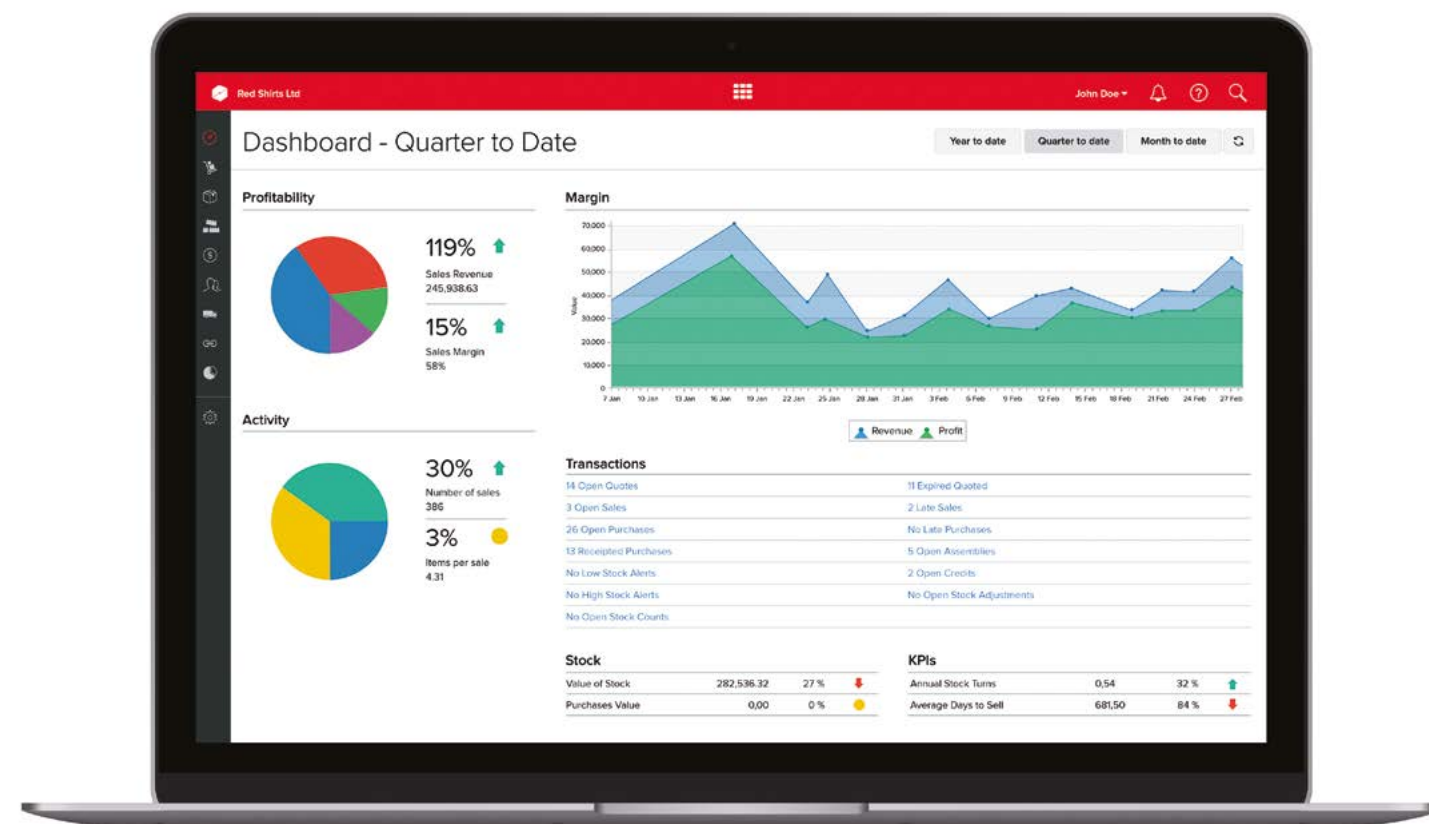 Red Shirts Ltd
John Doe
Dashboard - Quarter to Date
Year to date
Quarter to date
Month to date
Profitability
119%
Sales Revenue
245,938.63
15%
Sales Margin
58%
Margin
70,000
60,000
50,000
40,000
30,000
20,000
10,000
0
Value
7 Jan 10 Jan 13 Jan 16 Jan 19 Jan 22 Jan 25 Jan 28 Jan 31 Jan 3 Feb 6 Feb 9 Feb 12 Feb 15 Feb 18 Feb 21 Feb 24 Feb 27 Feb
Revenue Profit
Activity
30%
Number of sales
386
3%
Items per sale
4.31
Transactions
14 Open Quotes 11 Expired Quoted
3 Open Sales 2 Late Sales
26 Open Purchases No Late Purchases
13 Receipted Purchases 5 Open Assemblies
No Low Stock Alerts 2 Open Credits
No High Stock Alerts No Open Stock Adjustments
No Open Stock Counts
Stock
Value of Stock 282,536.32 27 %
Purchases Value 0,00 0 %
KPIs
Annual Stock Turns 0,54 32 %
Average Days to Sell 681,50 84 %